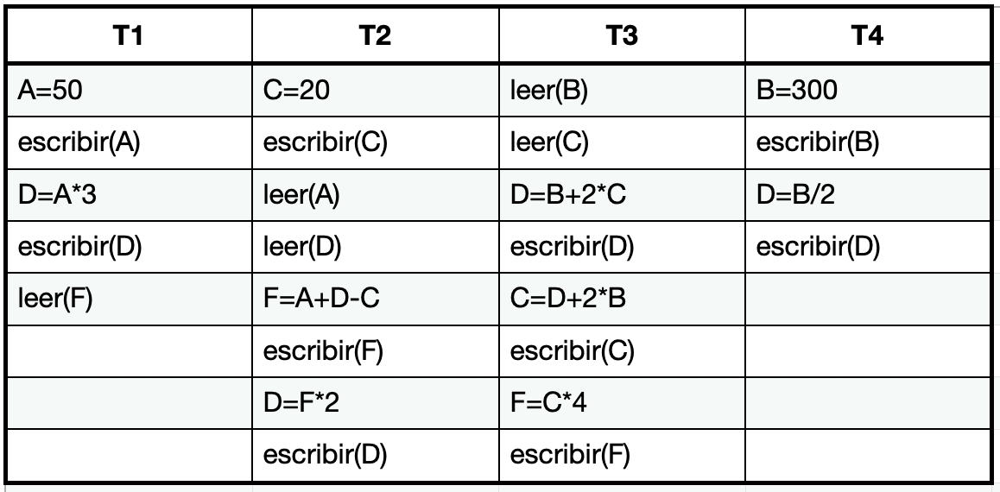 T1 T2 T3 T4
A=50 C=20 leer(B) B=300
escribir(A) escribir(C) leer(C) escribir(B)
D=A*3 leer(A) D=B+2*C D=B/2
escribir(D) leer(D) escribir(D) escribir(D)
leer(F) F=A+D-C C=D+2*B
escribir(F) escribir(C)
D=F*2 F=C*4
escribir(D) escribir(F)